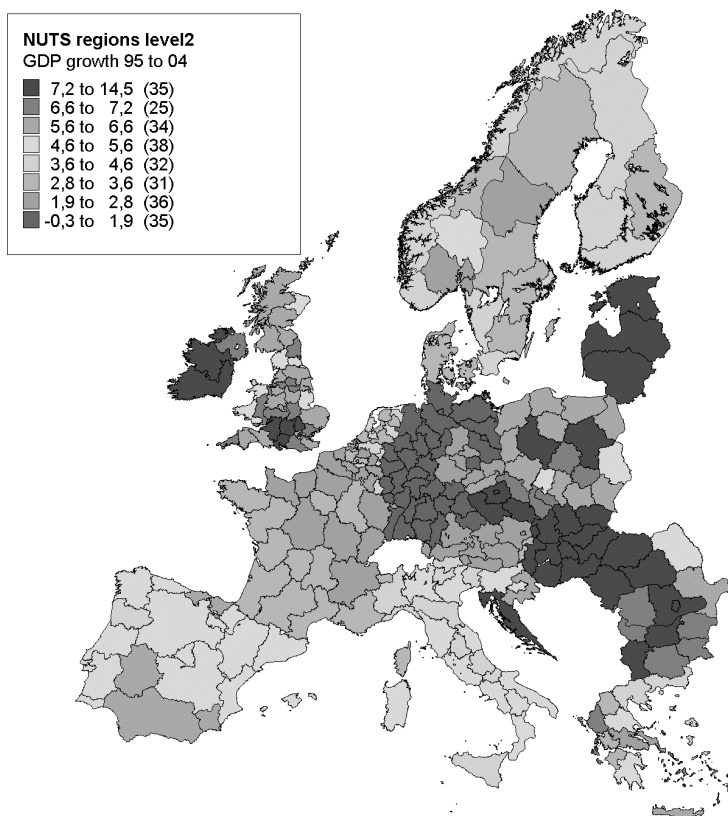 NUTS regions level2
GDP growth 95 to 04
7,2 to 14,5 (35)
6,6 to 7,2 (25)
5,6 to 6,6 (34)
4,6 to 5,6 (38)
3,6 to 4,6 (32)
2,8 to 3,6 (31)
1,9 to 2,8 (36)
-0,3 to 1,9 (35)